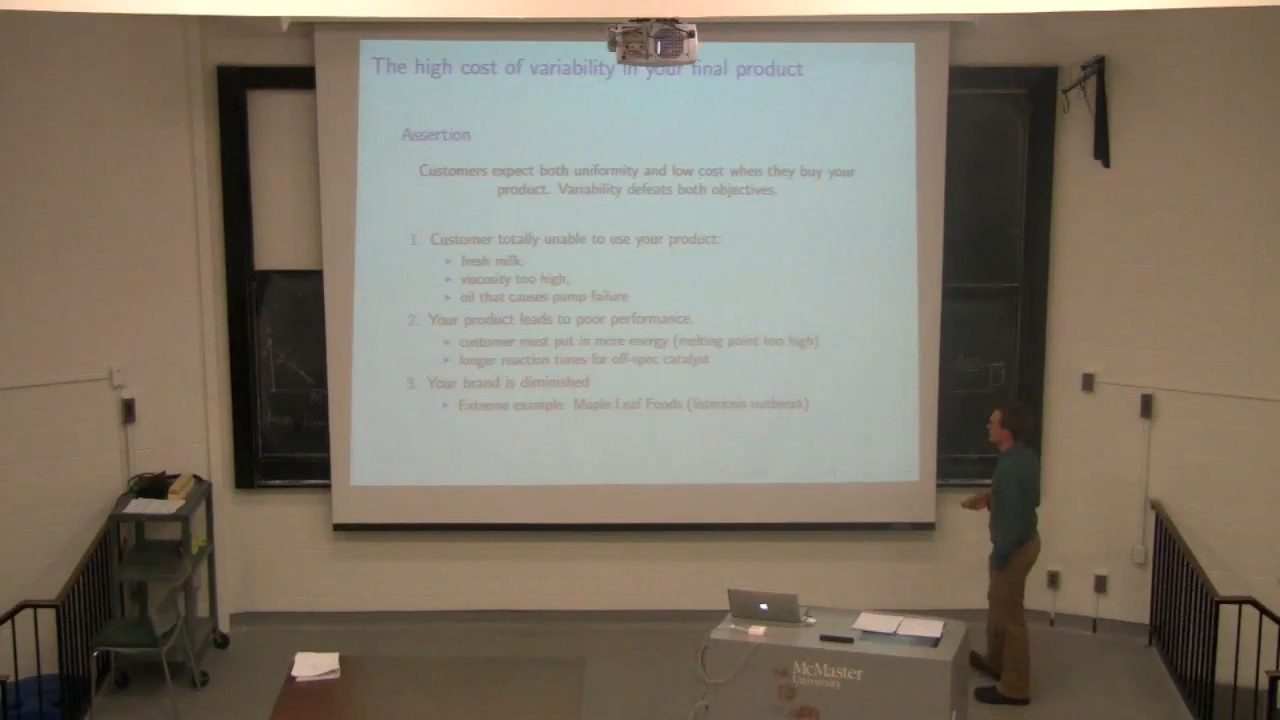 The high cost of variability in your final product
Assertion
Customers expect both uniformity and low cost when they buy your
product. Variability defeats both objectives.
1. Customer totally unable to use your product:
▸ fresh milk,
▸ viscosity too high,
▸ oil that causes pump failure
2. Your product leads to poor performance.
▸ customer must put in more energy (melting point too high)
▸ longer reaction times for off-spec catalyst
3. Your brand is diminished
▸ Extreme example: Maple Leaf Foods (listeriosis outbreak)
McMaster
University